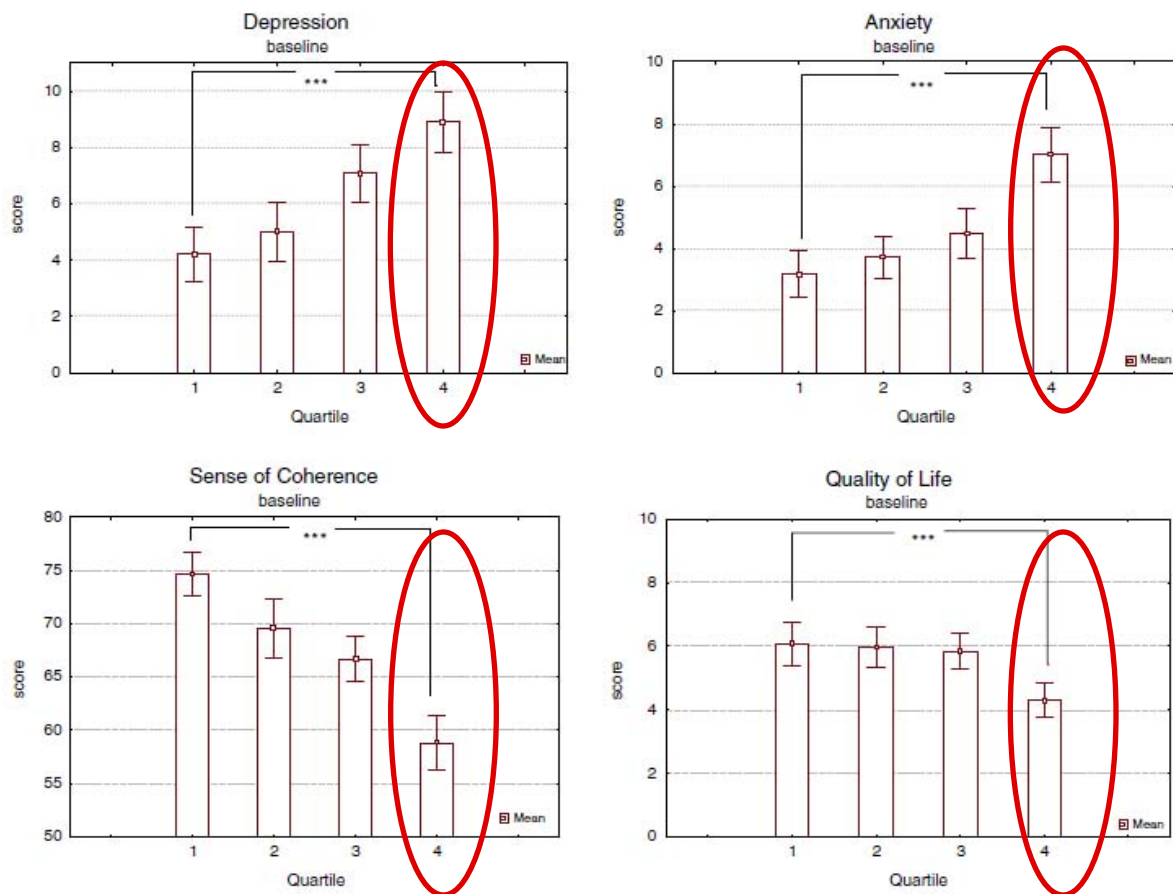 Depression
baseline
***
10
8
6
4
2
0
score
1 2 3 4
Quartile
Mean
Anxiety
baseline
***
10
8
6
4
2
0
score
1 2 3 4
Quartile
Mean
Sense of Coherence
baseline
***
80
75
70
65
60
55
50
score
1 2 3 4
Quartile
Mean
Quality of Life
baseline
***
10
8
6
4
2
0
score
1 2 3 4
Quartile
Mean